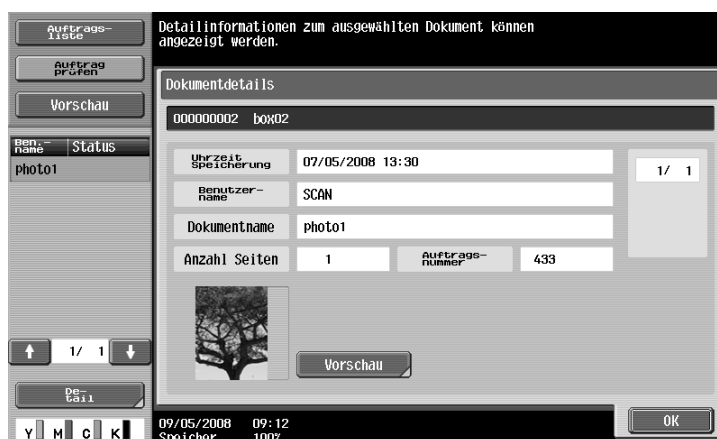 Auftrags-
liste
Auftrag
prüfen
Vorschau
Ben.-
name
Status
photo1
1/ 1
De-
tail
Y M C K
Detailinformationen zum ausgewählten Dokument können
angezeigt werden.
Dokumentdetails
000000002 box02
Uhrzeit
Speicherung
07/05/2008 13:30
1/ 1
Benutzer-
name
SCAN
Dokumentname
photo1
Anzahl Seiten
1
Auftrags-
nummer
433
Vorschau
09/05/2008 09:12
Speicher 100%
OK